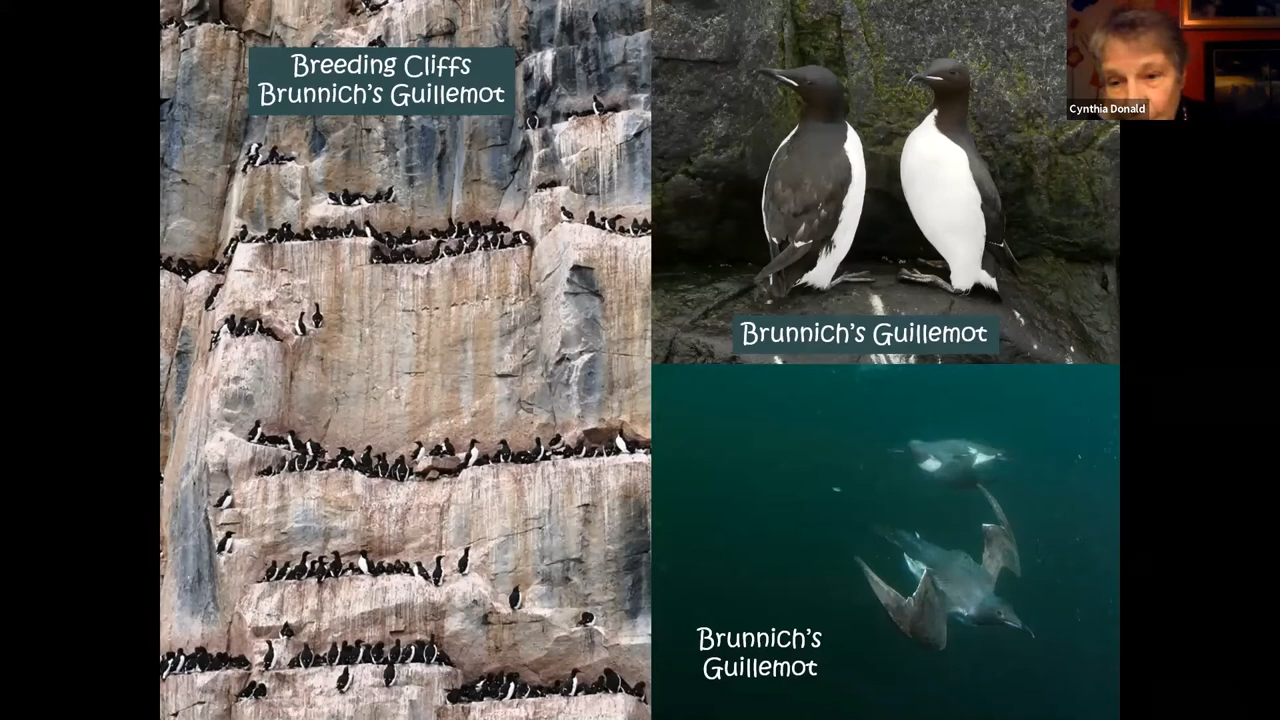 Breeding Cliffs
Brunnich's Guillemot
Cynthia Donald
Brunnich's Guillemot
Brunnich's
Guillemot